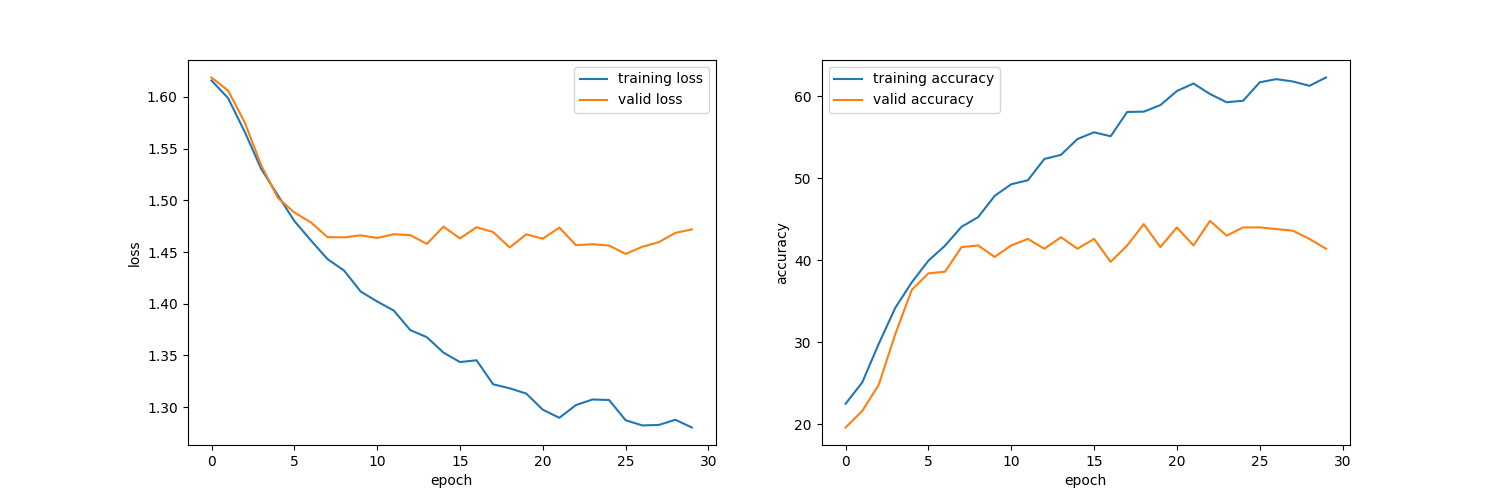 training loss
valid loss
1.60
1.55
1.50
1.45
1.40
1.35
1.30
loss
0 5 10 15 20 25 30
epoch
training accuracy
valid accuracy
60
50
40
30
20
accuracy
0 5 10 15 20 25 30
epoch